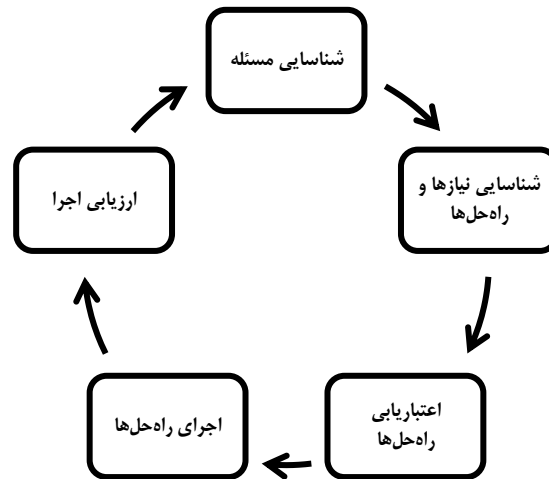 شناسایی مسئله
شناسایی نیازها و
راه‌حل‌ها
اعتباریابی
راه‌حل‌ها
اجرای راه‌حل‌ها
ارزیابی اجرا